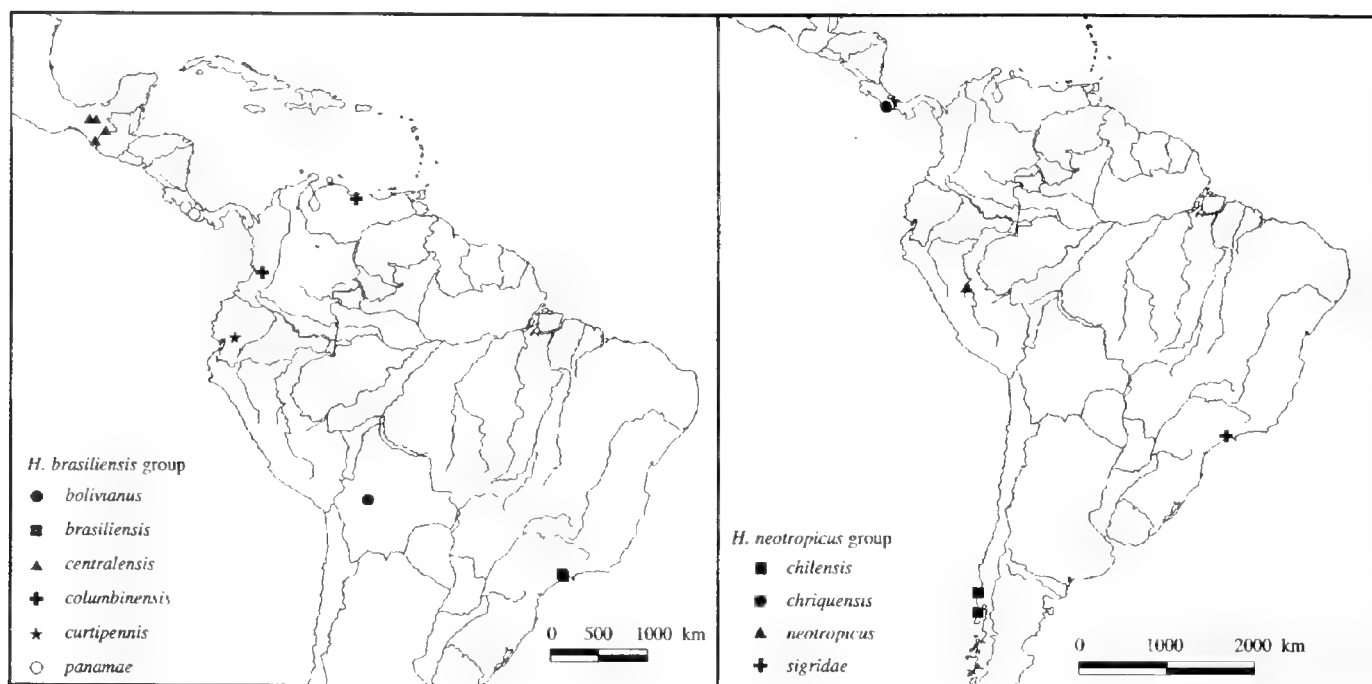 H. brasiliensis group
bolivianus
brasiliensis
centralensis
columbinensis
curtipennis
panamae
0 500 1000 km
H. neotropicus group
chilensis
chriquensis
neotropicus
sigridae
0 1000 2000 km